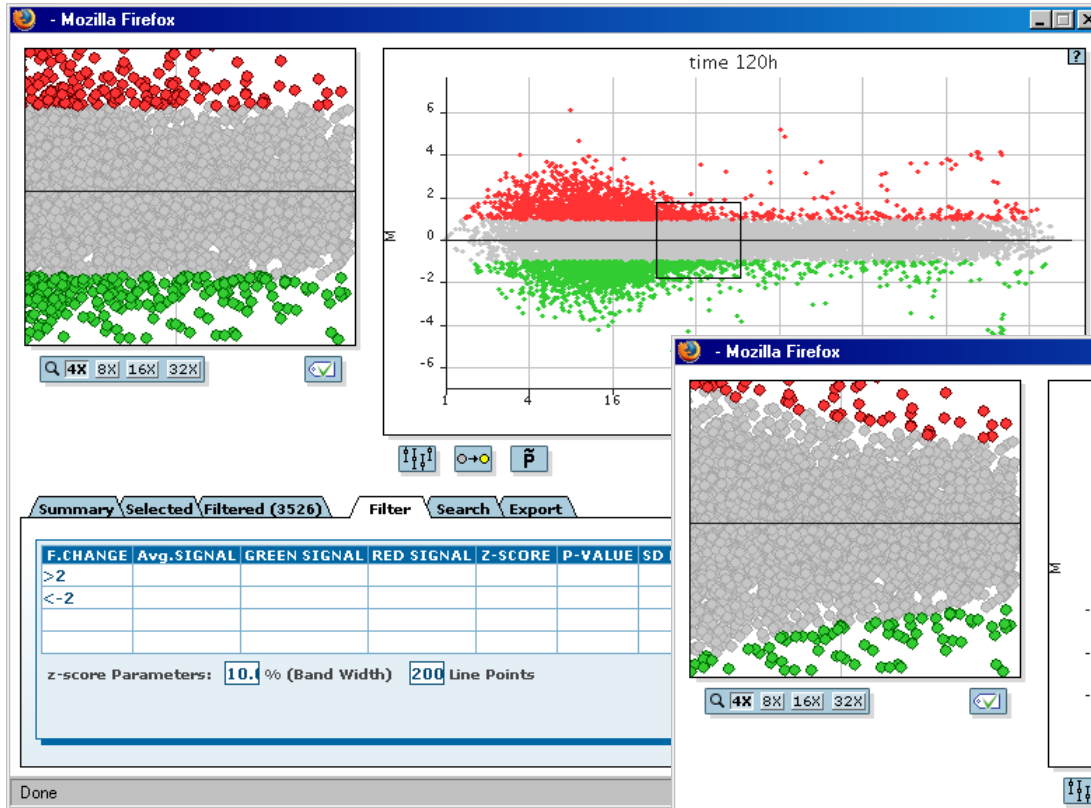 - Mozilla Firefox
time 120h
?
6
4
2
0
-2
-4
-6
M
1 4 16
4X 8X 16X 32X
P̃
Summary Selected Filtered (3526) Filter Search Export
F.CHANGE Avg.SIGNAL GREEN SIGNAL RED SIGNAL Z-SCORE P-VALUE SD
>2
<-2
z-score Parameters: 10. % (Band Width) 200 Line Points
Done
- Mozilla Firefox
M
4X 8X 16X 32X